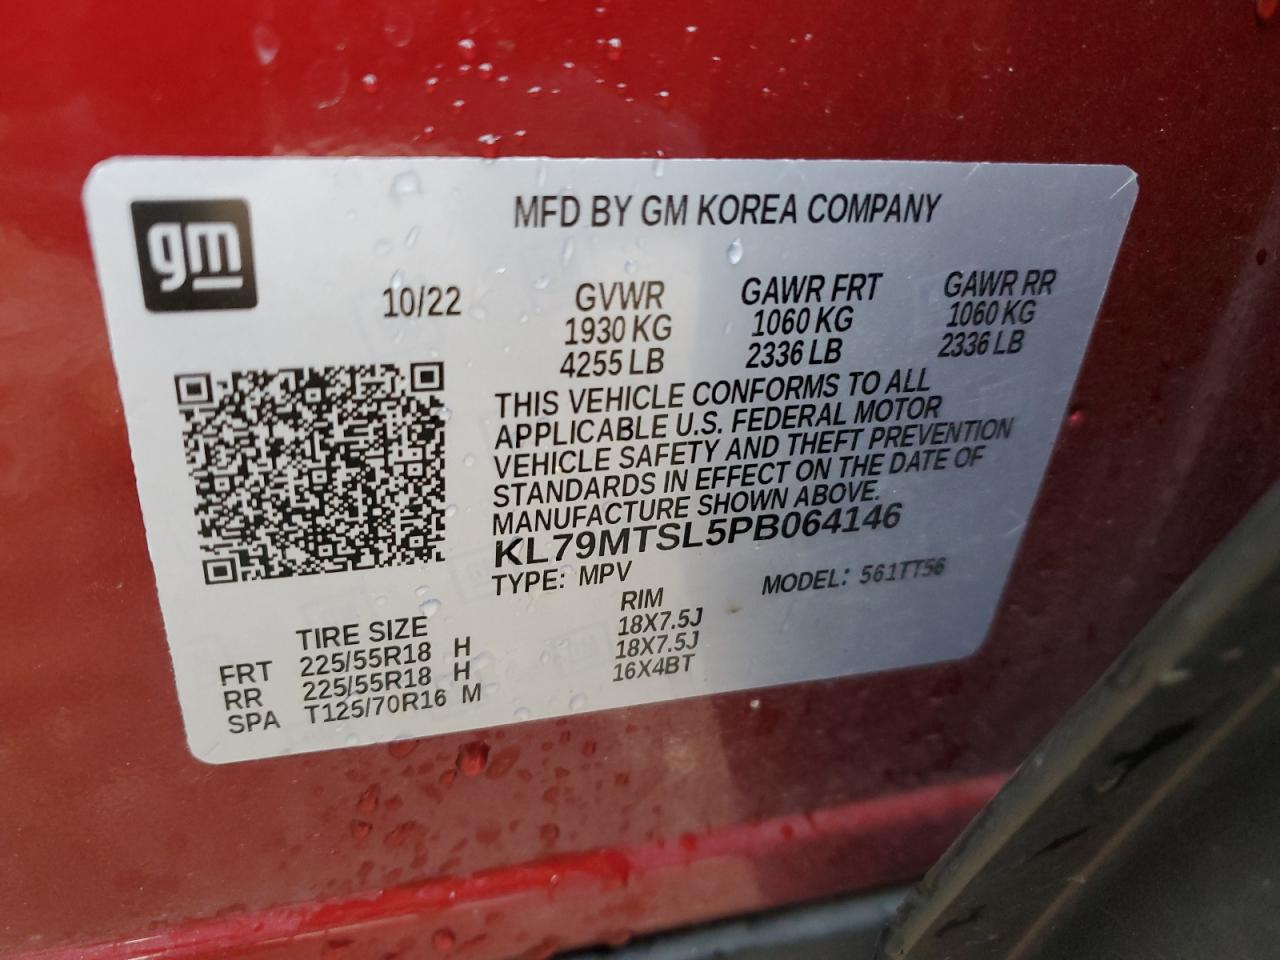 gm
MFD BY GM KOREA COMPANY
10/22
GVWR GAWR FRT GAWR RR
1930 KG 1060 KG 1060 KG
4255 LB 2336 LB 2336 LB
THIS VEHICLE CONFORMS TO ALL
APPLICABLE U.S. FEDERAL MOTOR
VEHICLE SAFETY AND THEFT PREVENTION
STANDARDS IN EFFECT ON THE DATE OF
MANUFACTURE SHOWN ABOVE.
KL79MTSL5PB064146
TYPE: MPV MODEL: 561TT56
TIRE SIZE RIM
FRT 225/55R18 H 18X7.5J
RR 225/55R18 H 18X7.5J
SPA T125/70R16 M 16X4BT